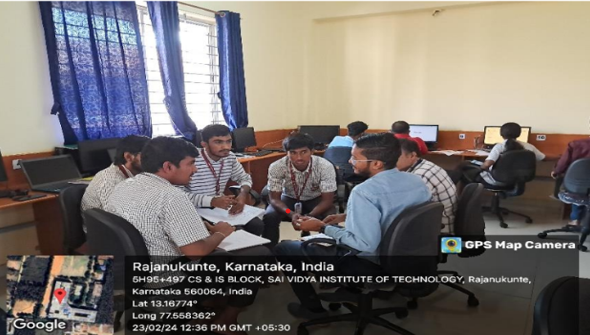 GPS Map Camera
Rajanukunte, Karnataka, India
5H95+497 CS & IS BLOCK, SAI VIDYA INSTITUTE OF TECHNOLOGY, Rajanukunte,
Karnataka 560064, India
Lat 13.16774°
Long 77.558362°
23/02/24 12:36 PM GMT +05:30
Google